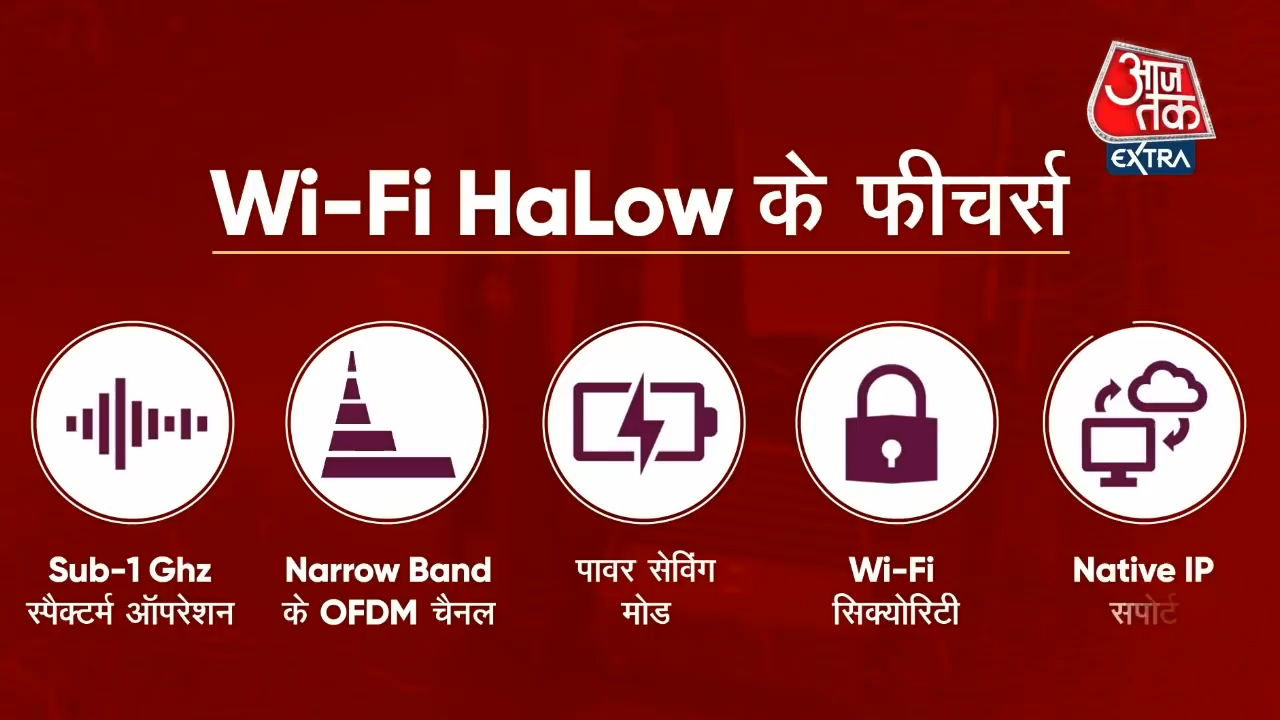 आज
तक
EXTRA
Wi-Fi HaLow के फीचर्स
Sub-1 Ghz
स्पैक्टर्म ऑपरेशन
Narrow Band
के OFDM चैनल
पावर सेविंग
मोड
Wi-Fi
सिक्योरिटी
Native IP
सपोर्ट